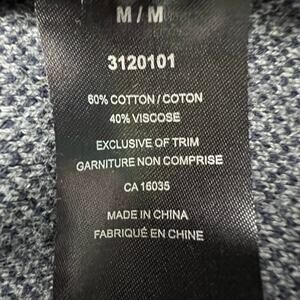 M / M
3120101
60% COTTON / COTON
40% VISCOSE
EXCLUSIVE OF TRIM
GARNITURE NON COMPRISE
CA 16035
MADE IN CHINA
FABRIQUÉ EN CHINE